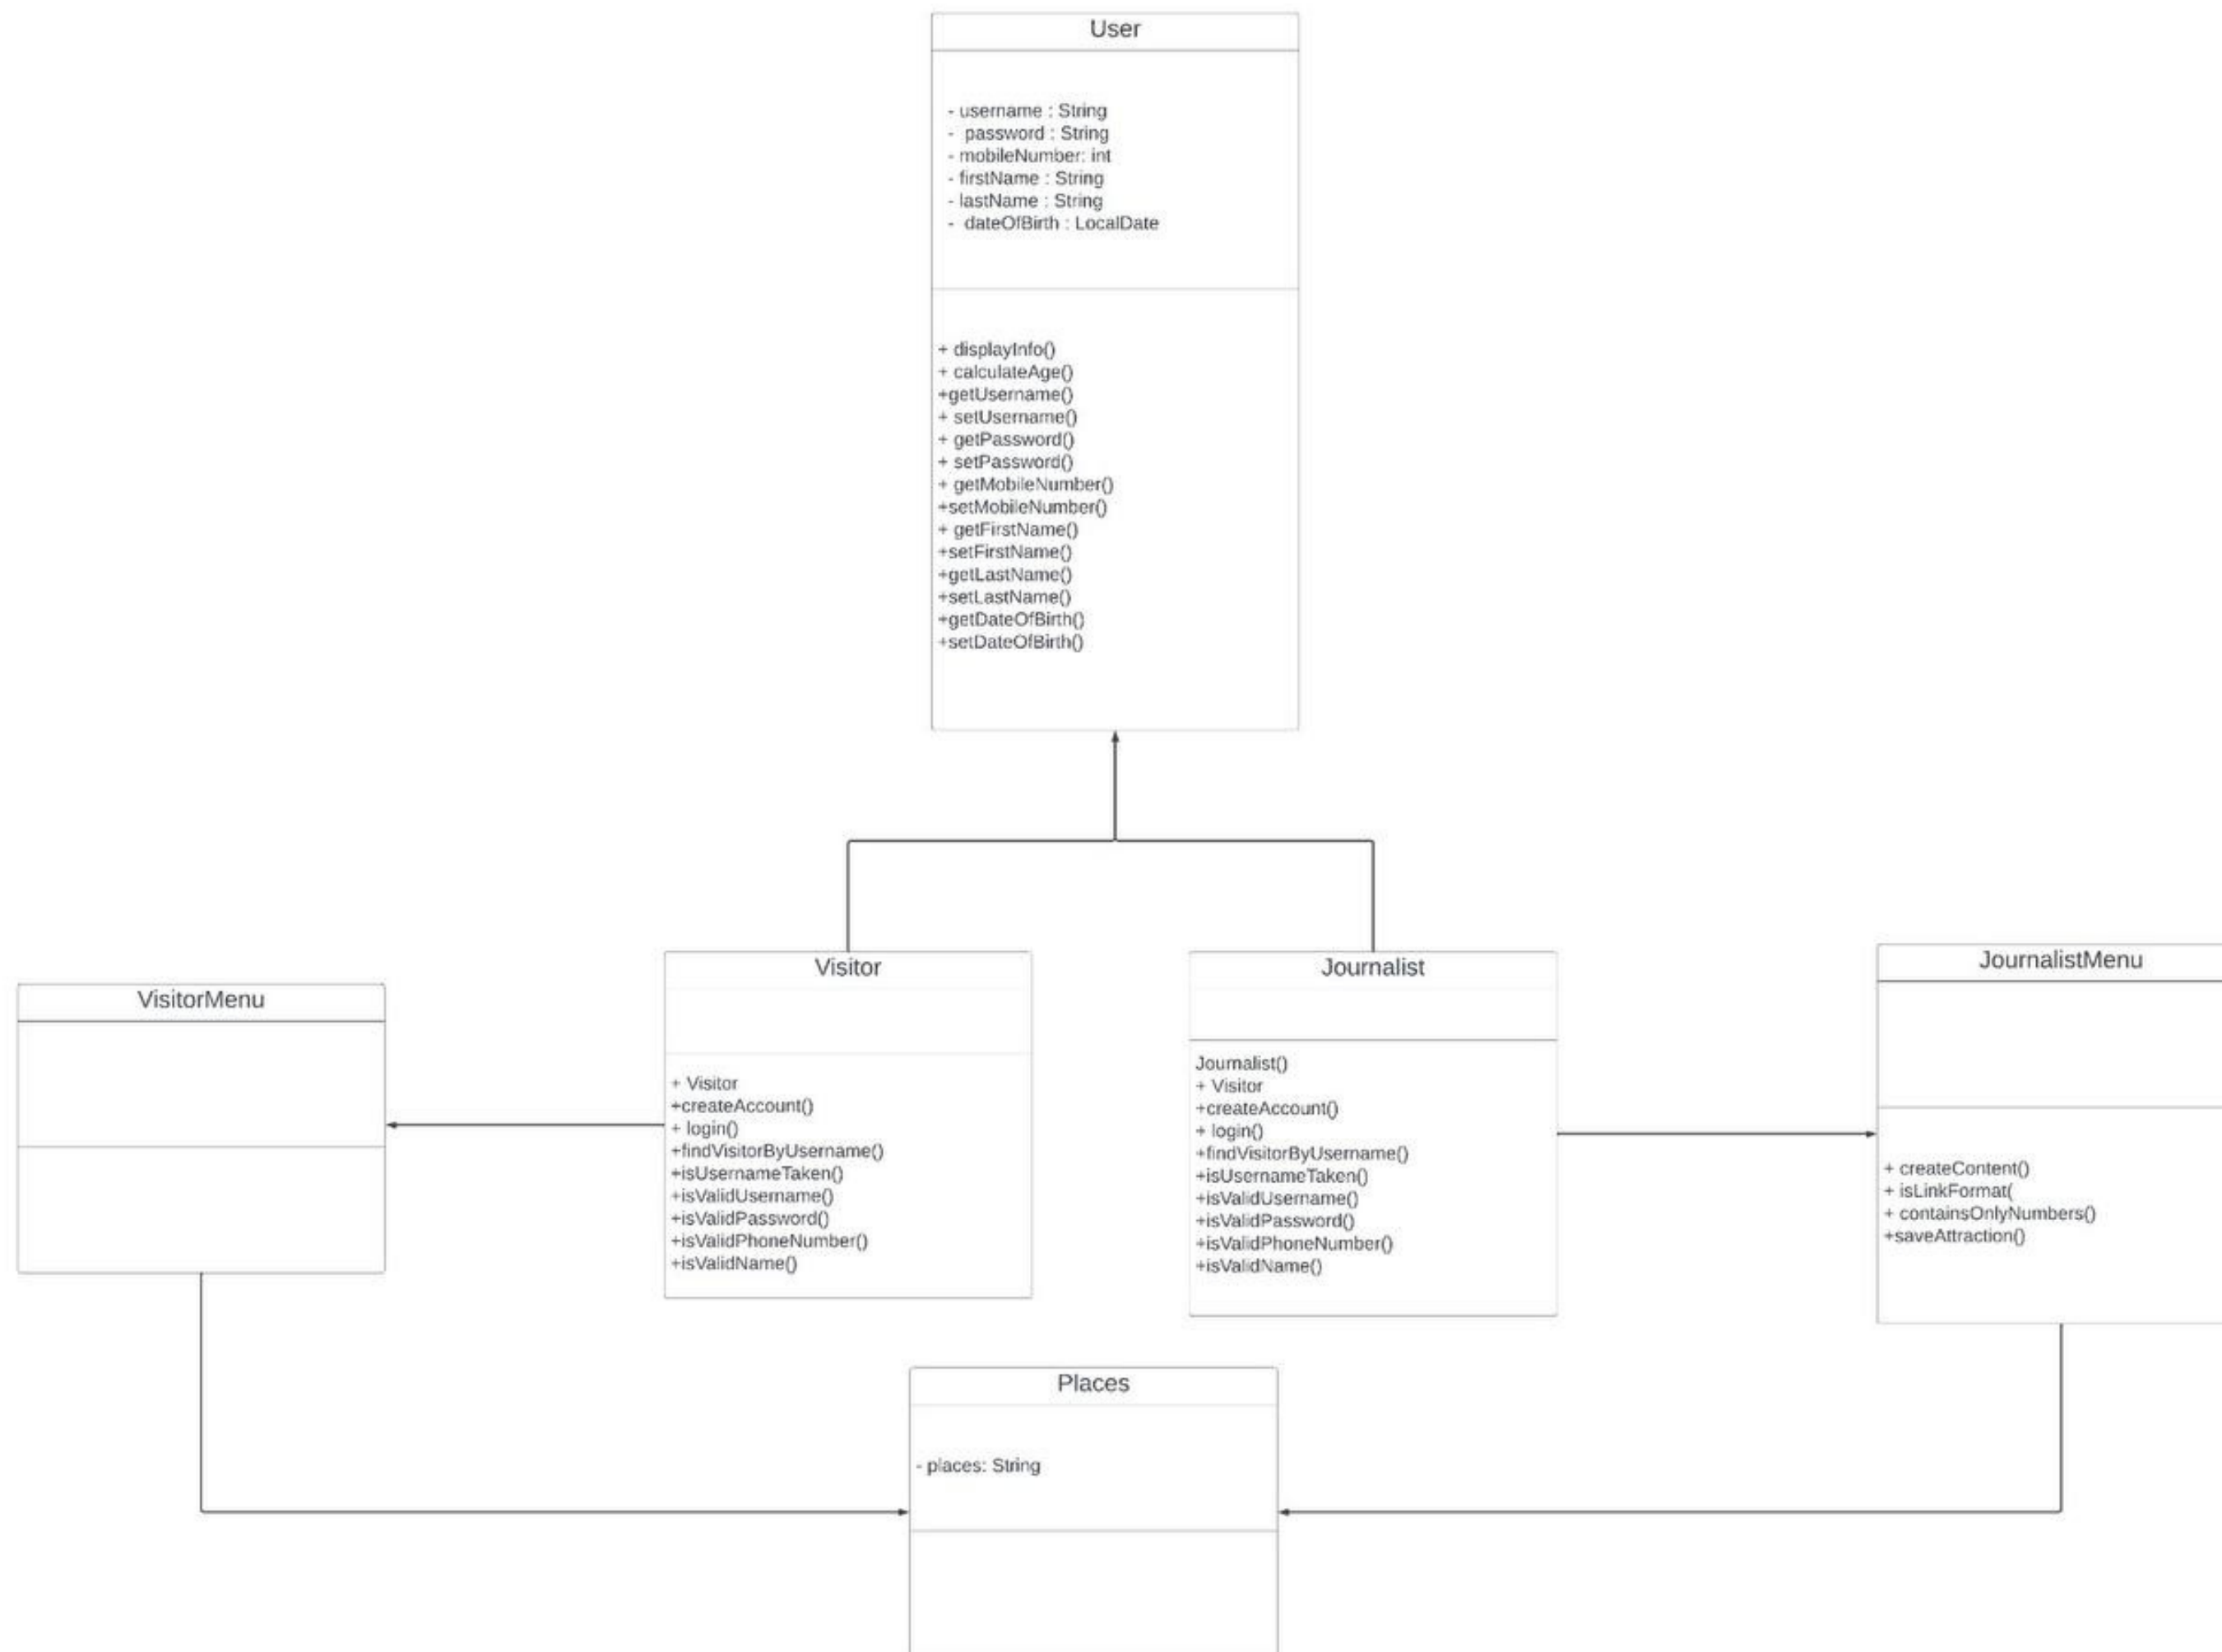 User
- username : String
- password : String
- mobileNumber: int
- firstName : String
- lastName : String
- dateOfBirth : LocalDate
+ displayInfo()
+ calculateAge()
+getUsername()
+ setUsername()
+ getPassword()
+ setPassword()
+ getMobileNumber()
+setMobileNumber()
+ getFirstName()
+setFirstName()
+getLastName()
+setLastName()
+getDateOfBirth()
+setDateOfBirth()
VisitorMenu
Visitor
+ Visitor
+createAccount()
+ login()
+findVisitorByUsername()
+isUsernameTaken()
+isValidUsername()
+isValidPassword()
+isValidPhoneNumber()
+isValidName()
Journalist
Journalist()
+ Visitor
+createAccount()
+ login()
+findVisitorByUsername()
+isUsernameTaken()
+isValidUsername()
+isValidPassword()
+isValidPhoneNumber()
+isValidName()
JournalistMenu
+ createContent()
+ isLinkFormat(
+ containsOnlyNumbers()
+saveAttraction()
Places
- places: String